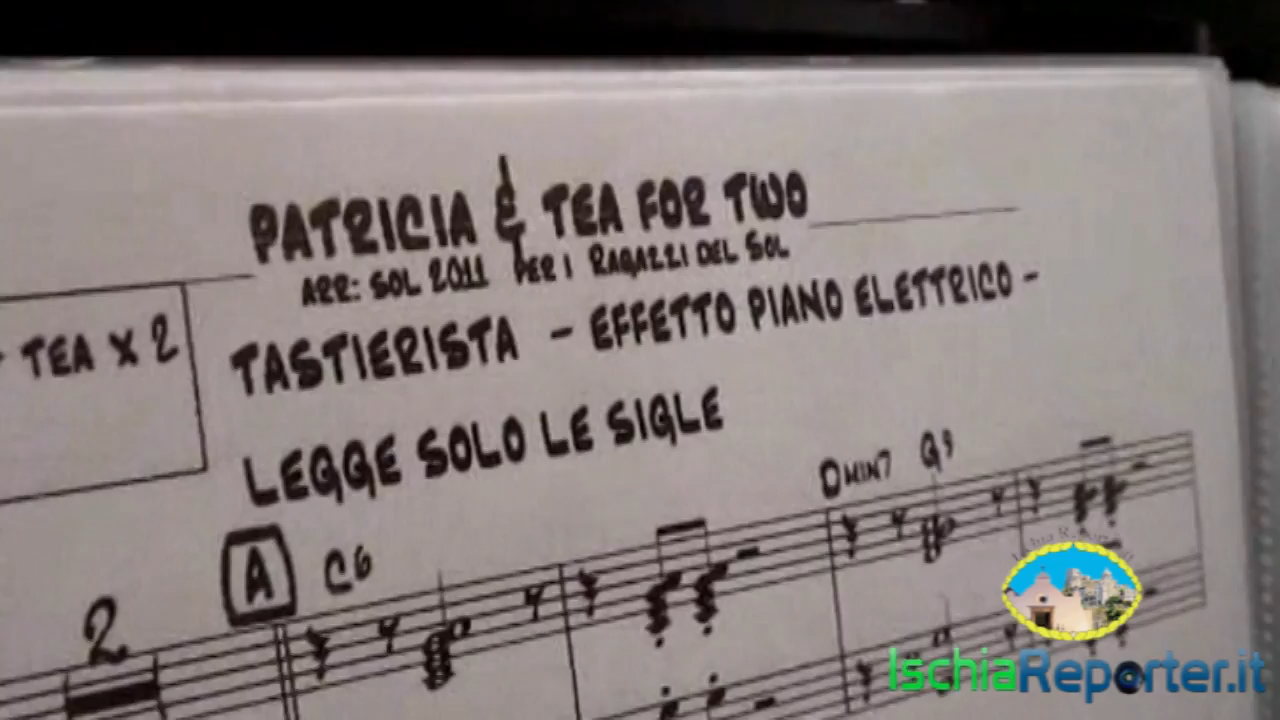 PATRICIA & TEA FOR TWO
ARR: SOL 2011 PER I RAGAZZI DEL SOL
TEA X 2
TASTIERISTA - EFFETTO PIANO ELETTRICO -
LEGGE SOLO LE SIGLE
DMIN7 G9
A C6
2
IschiaReporter.it